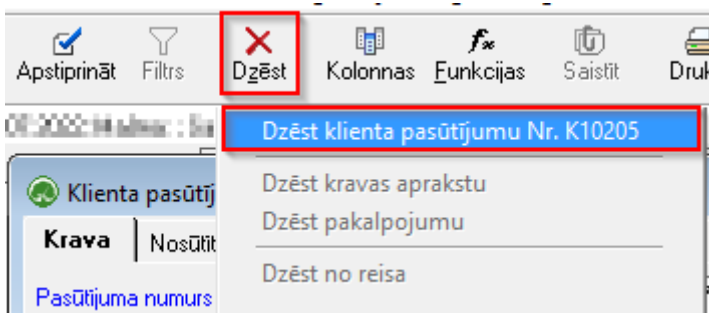 Apstiprināt Filtrs Dzēst Kolonnas Funkcijas Saistīt
Dzēst klienta pasūtījumu Nr. K10205
Dzēst kravas aprakstu
Dzēst pakalpojumu
Dzēst no reisa
Klienta pasūtīj
Krava Nosūtīt
Pasūtījuma numurs